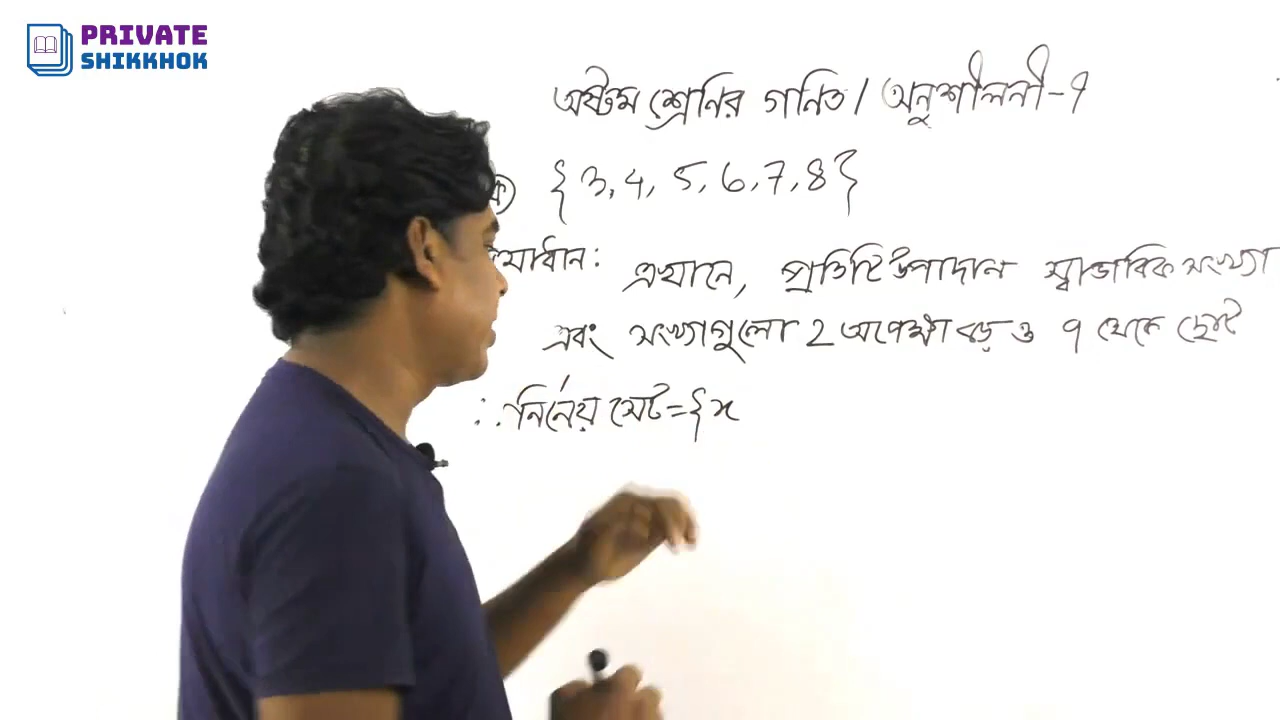 PRIVATE
SHIKKHOK
অষ্টম শ্রেনির গনিত / অনুশীলনী-৭
ক) {3, 4, 5, 6, 7, 8}
মাধান: এখানে, প্রতিটি উপাদান স্বাভাবিক সংখ্যা
এবং সংখ্যাগুলো 2 অপেক্ষা বড় ও 9 থেকে ছোট
∴ নির্নেয় সেট = {x